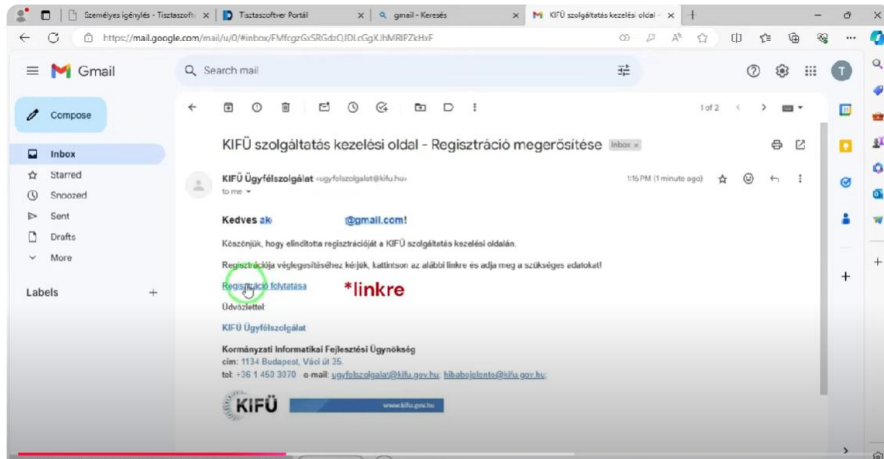 Személyes igénylés - Tisztaszoftv
Tisztaszoftver Portál
gmail - Keresés
KIFÜ szolgáltatás kezelési oldal -
https://mail.google.com/mail/u/0/#inbox/
Gmail
Search mail
Compose
1 of 2
Inbox
Starred
Snoozed
Sent
Drafts
More
Labels
KIFÜ szolgáltatás kezelési oldal - Regisztráció megerősítése Inbox x
KIFÜ Ügyfélszolgálat <ugyfelszolgalat@kifu.hu>
1:15 PM (1 minute ago)
to me
T
Kedves ak @gmail.com!
Köszönjük, hogy elindította regisztrációját a KIFÜ szolgáltatás kezelési oldalán.
Regisztrációja véglegesítéséhez kérjük, kattintson az alábbi linkre és adja meg a szükséges adatokat!
Regisztráció folytatása
*linkre
Üdvözlettel:
KIFÜ Ügyfélszolgálat
Kormányzati Informatikai Fejlesztési Ügynökség
cím: 1134 Budapest, Váci út 35.
tel: +36 1 450 3070 e-mail: ugyfelszolgalat@kifu.gov.hu; hibabejelento@kifu.gov.hu;
KIFÜ
www.kifu.gov.hu